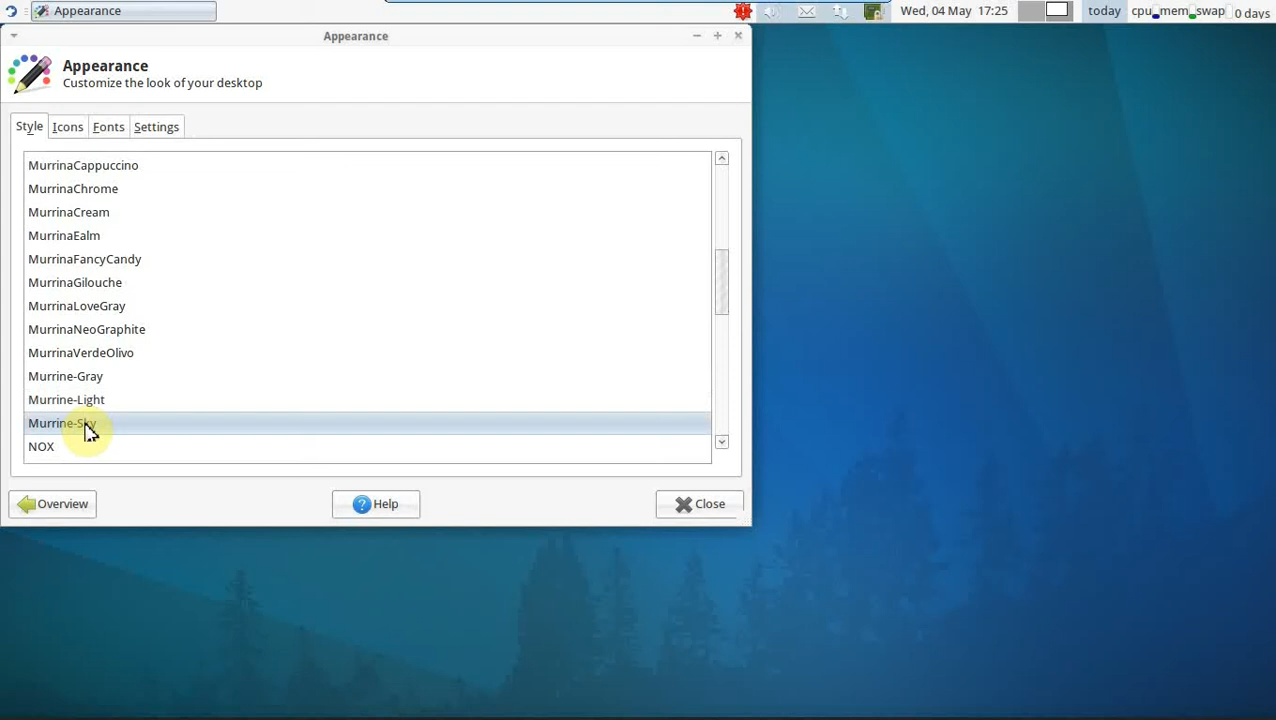 Appearance
Wed, 04 May 17:25
today
cpu mem swap 0 days
Appearance
Appearance
Customize the look of your desktop
Style Icons Fonts Settings
MurrinaCappuccino
MurrinaChrome
MurrinaCream
MurrinaEalm
MurrinaFancyCandy
MurrinaGilouche
MurrinaLoveGray
MurrinaNeoGraphite
MurrinaVerdeOlivo
Murrine-Gray
Murrine-Light
Murrine-Sky
NOX
Overview
Help
Close